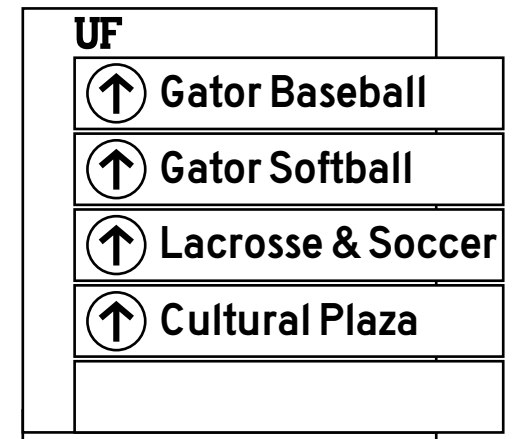 UF
Gator Baseball
Gator Softball
Lacrosse & Soccer
Cultural Plaza